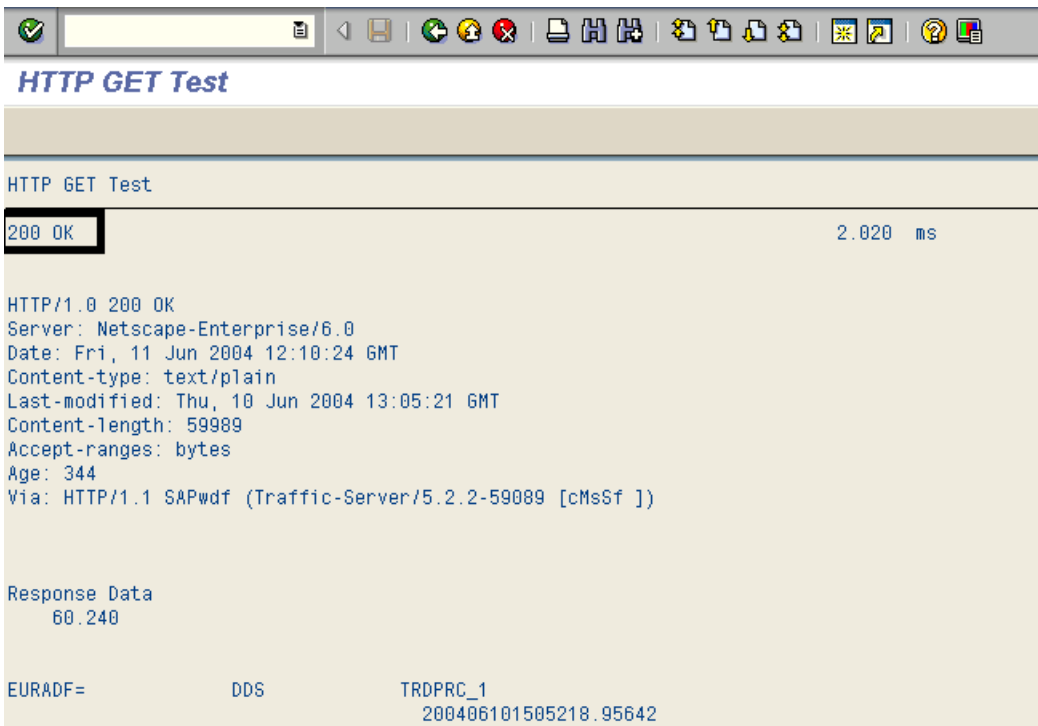 HTTP GET Test
HTTP GET Test
200 OK 2.020 ms
HTTP/1.0 200 OK
Server: Netscape-Enterprise/6.0
Date: Fri, 11 Jun 2004 12:10:24 GMT
Content-type: text/plain
Last-modified: Thu, 10 Jun 2004 13:05:21 GMT
Content-length: 59989
Accept-ranges: bytes
Age: 344
Via: HTTP/1.1 SAPwdf (Traffic-Server/5.2.2-59089 [cMsSf ])
Response Data
60.240
EURADF= DDS TRDPRC_1
200406101505218.95642